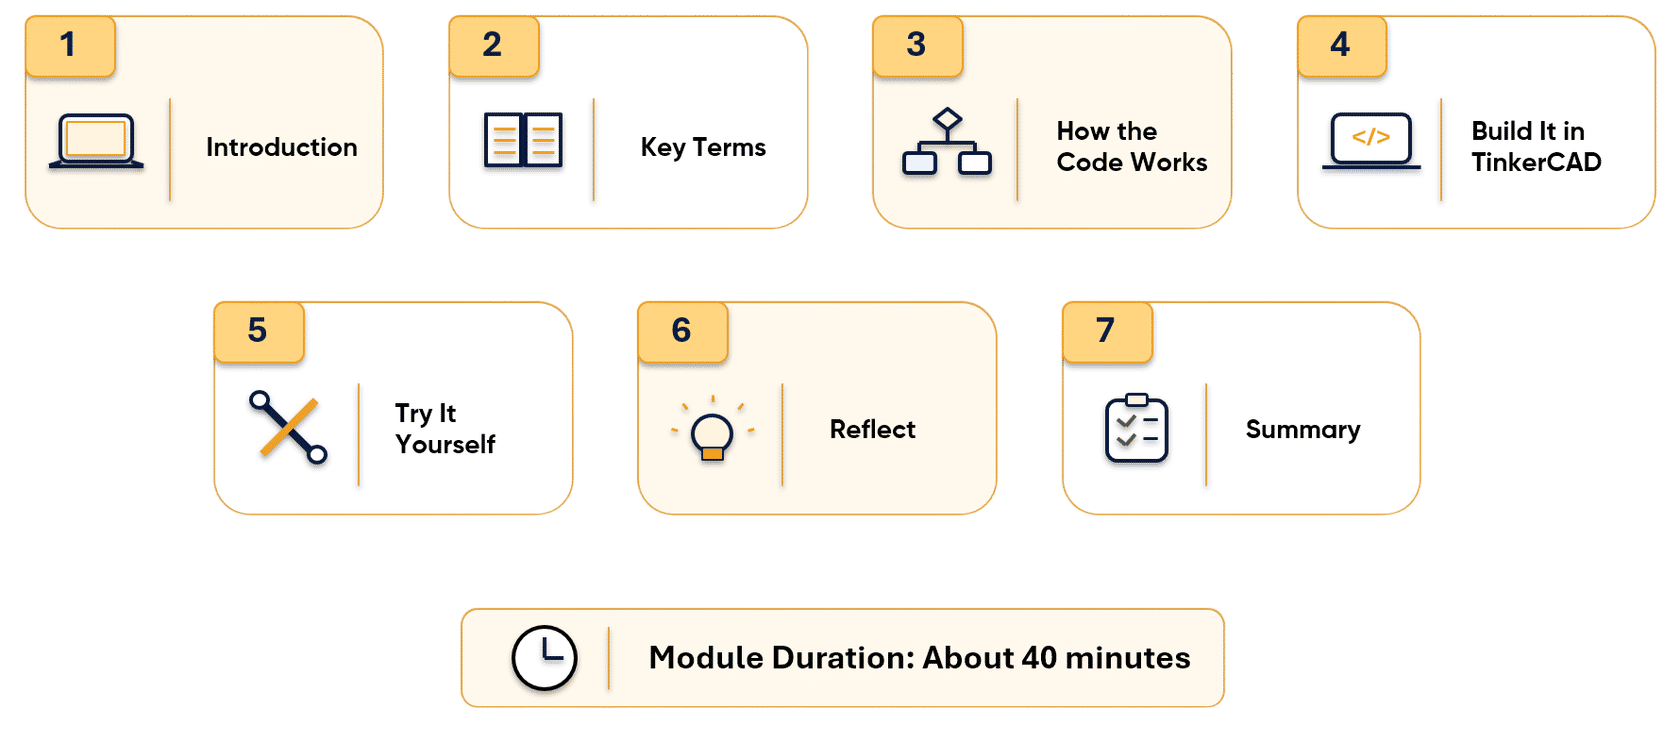 1
Introduction
2
Key Terms
3
How the
Code Works
4
</>
Build It in
TinkerCAD
5
Try It
Yourself
6
Reflect
7
Summary
Module Duration: About 40 minutes